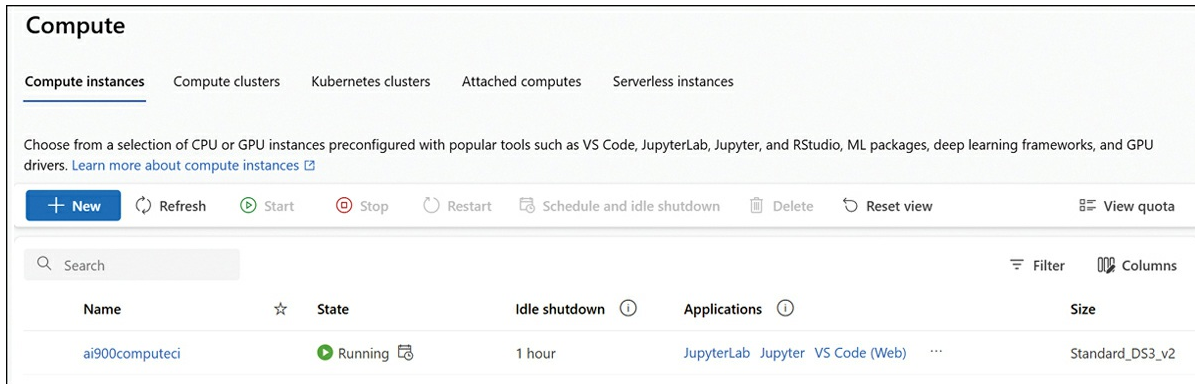 Compute
Compute instances Compute clusters Kubernetes clusters Attached computes Serverless instances
Choose from a selection of CPU or GPU instances preconfigured with popular tools such as VS Code, JupyterLab, Jupyter, and RStudio, ML packages, deep learning frameworks, and GPU
drivers. Learn more about compute instances
New Refresh Start Stop Restart Schedule and idle shutdown Delete Reset view View quota
Search Filter Columns
Name State Idle shutdown Applications Size
ai900computeci Running 1 hour JupyterLab Jupyter VS Code (Web) ... Standard_DS3_v2